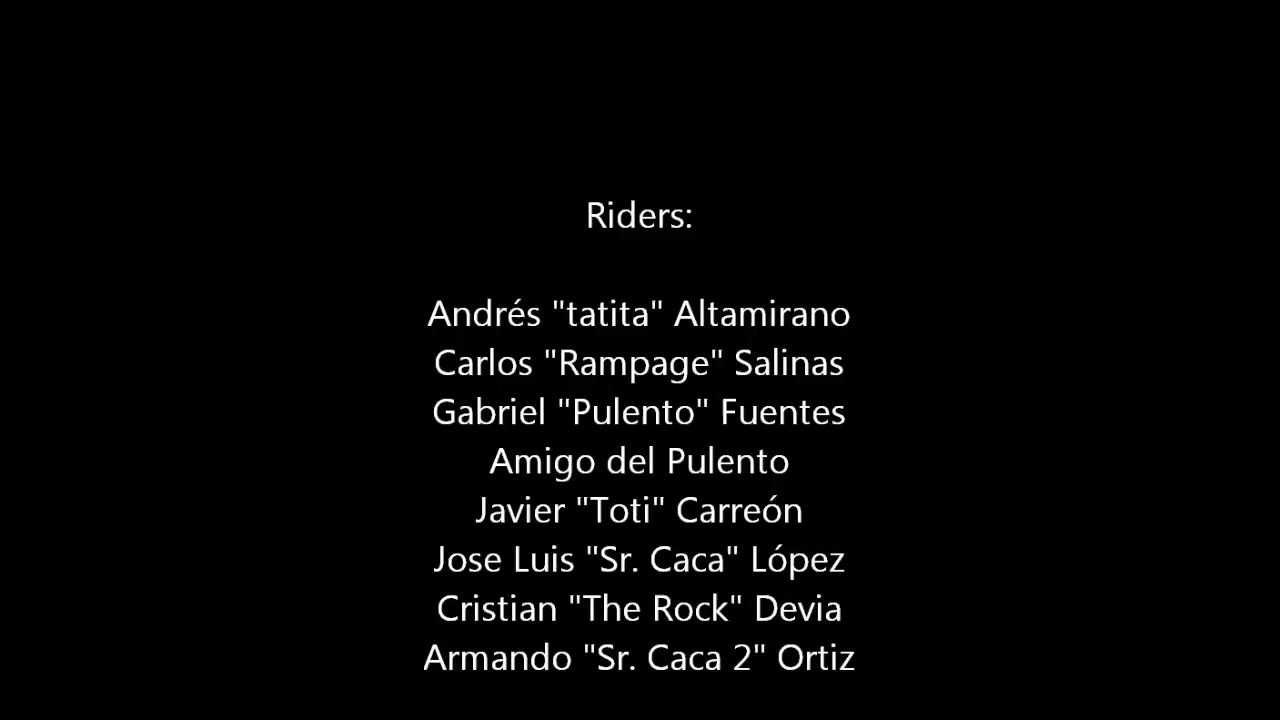 Riders:
Andrés "tatita" Altamirano
Carlos "Rampage" Salinas
Gabriel "Pulento" Fuentes
Amigo del Pulento
Javier "Toti" Carreón
Jose Luis "Sr. Caca" López
Cristian "The Rock" Devia
Armando "Sr. Caca 2" Ortiz